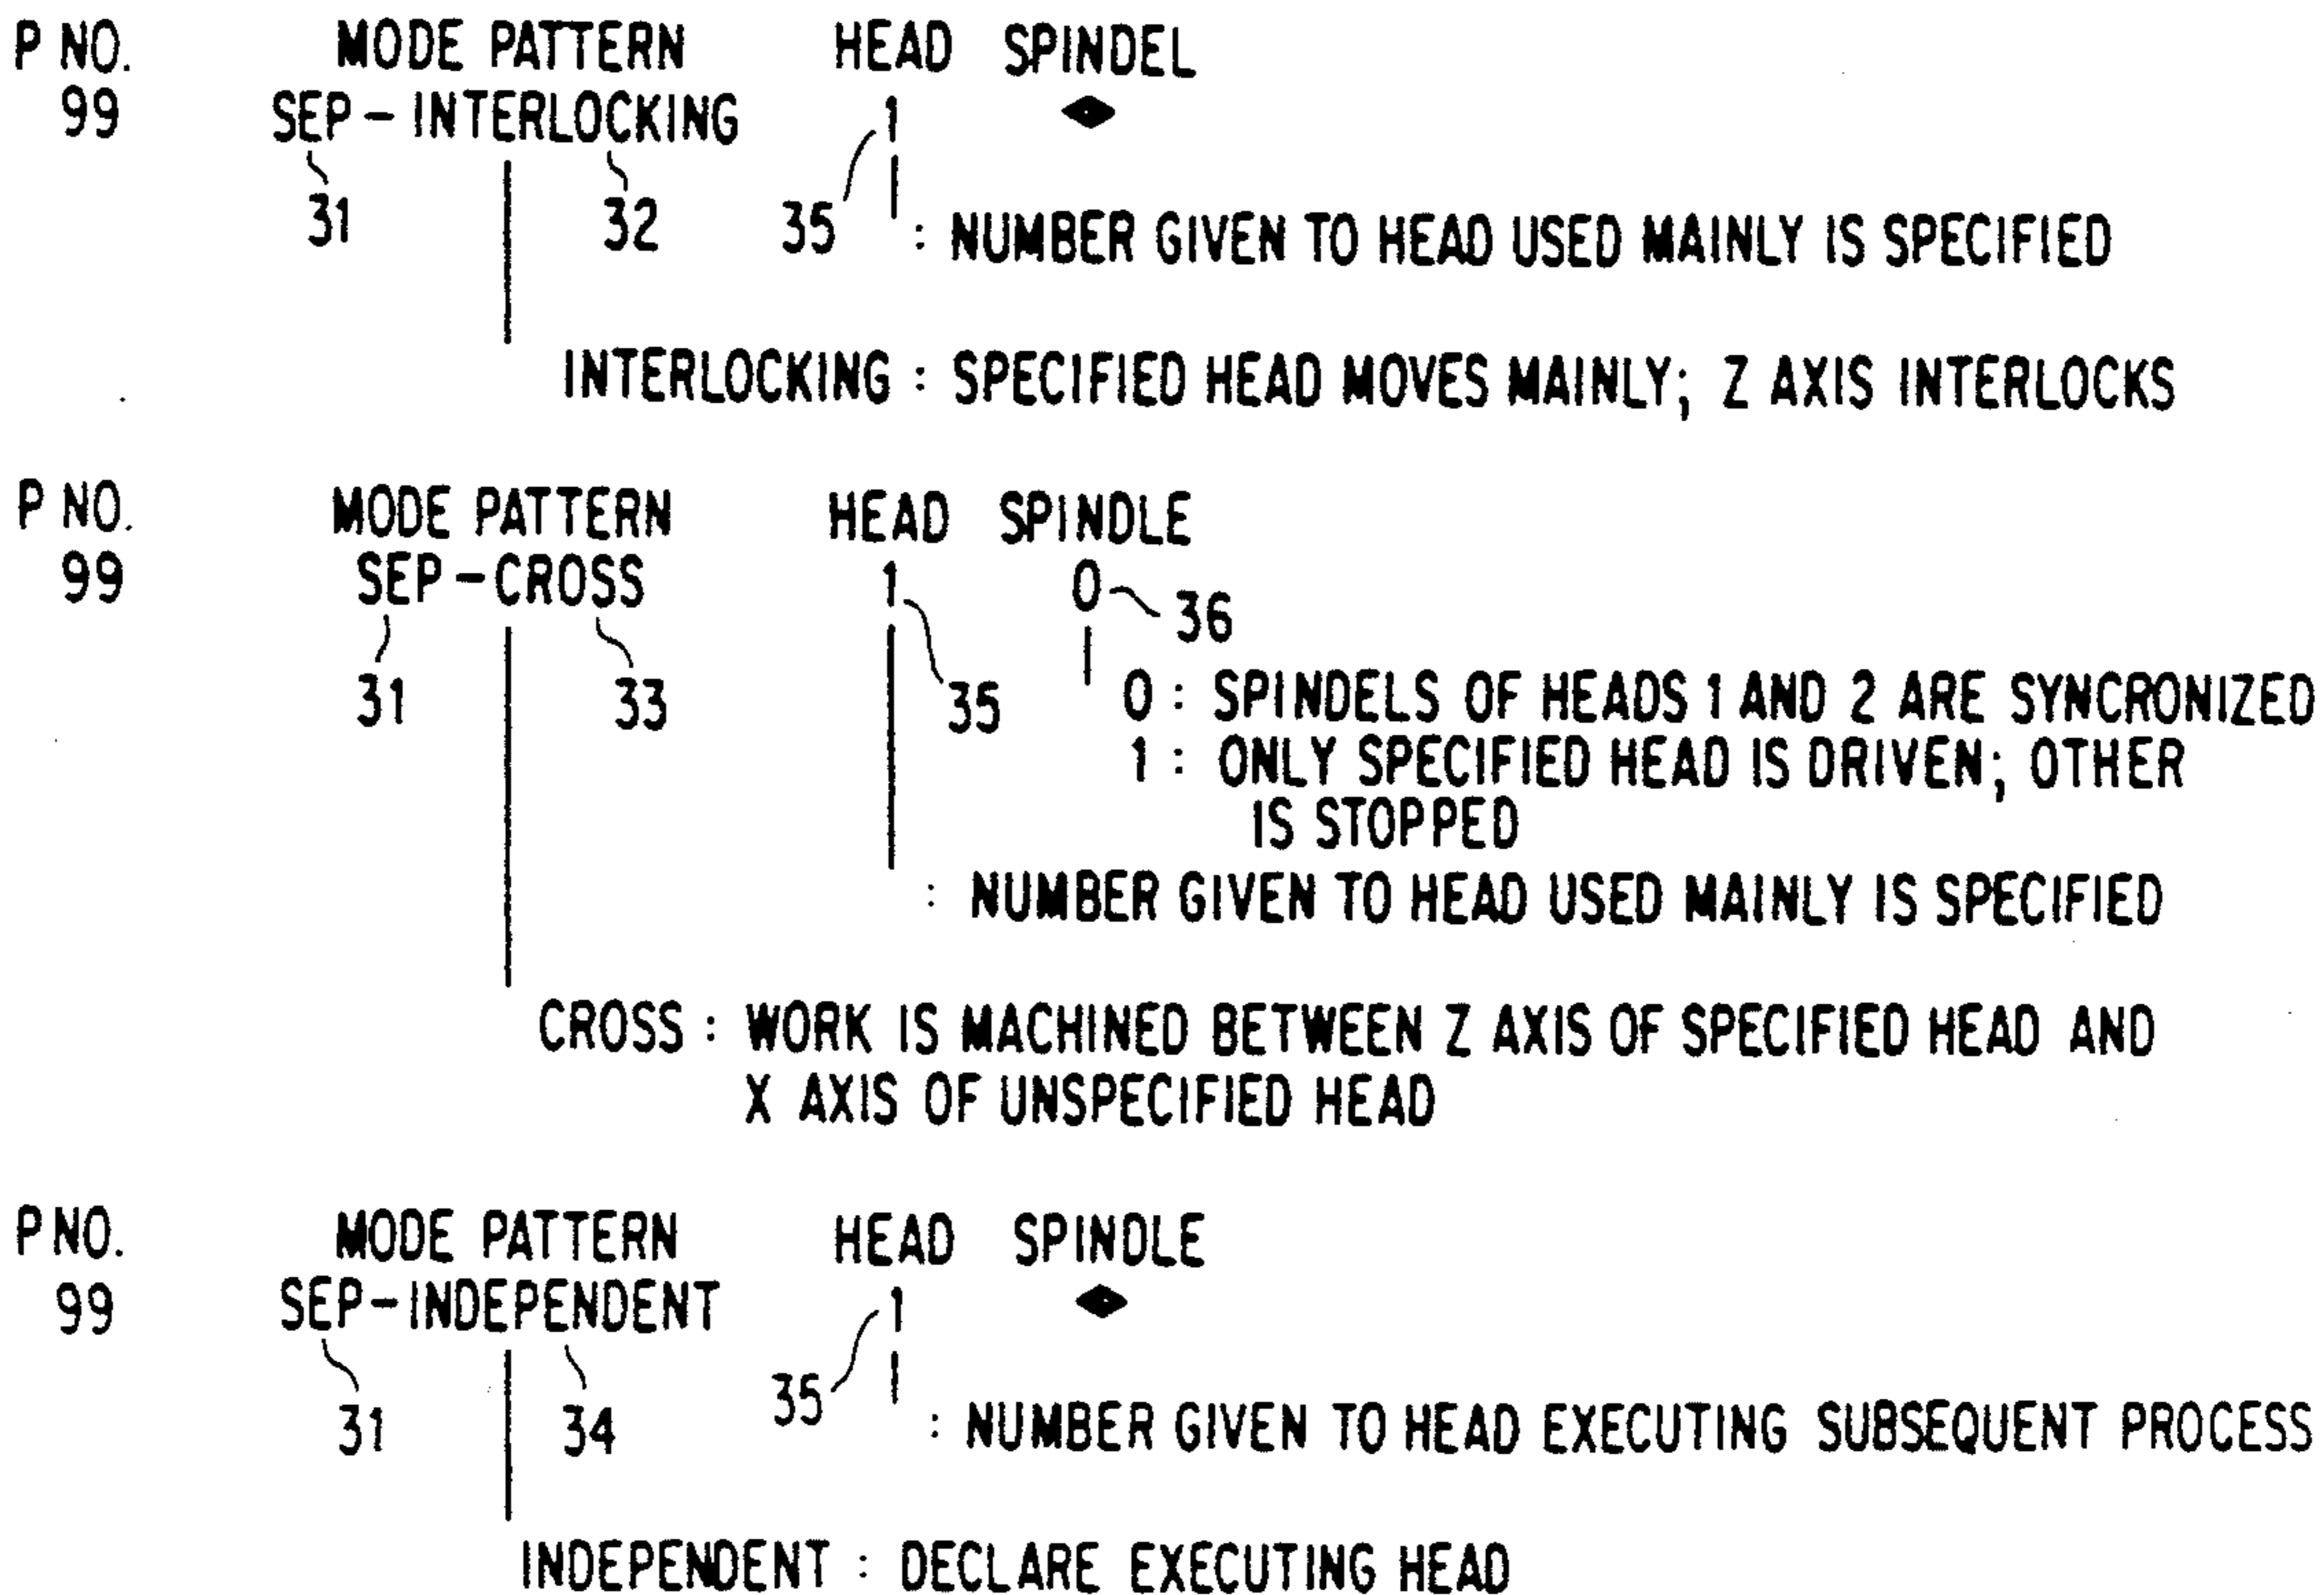 P NO. MODE PATTERN HEAD SPINDEL
99 SEP-INTERLOCKING 1 ◆
31 32 35 : NUMBER GIVEN TO HEAD USED MAINLY IS SPECIFIED
INTERLOCKING : SPECIFIED HEAD MOVES MAINLY; Z AXIS INTERLOCKS
P NO. MODE PATTERN HEAD SPINDLE
99 SEP-CROSS 1 0 36
31 33 35 0 : SPINDELS OF HEADS 1 AND 2 ARE SYNCRONIZED
1 : ONLY SPECIFIED HEAD IS DRIVEN; OTHER
IS STOPPED
: NUMBER GIVEN TO HEAD USED MAINLY IS SPECIFIED
CROSS : WORK IS MACHINED BETWEEN Z AXIS OF SPECIFIED HEAD AND
X AXIS OF UNSPECIFIED HEAD
P NO. MODE PATTERN HEAD SPINDLE
99 SEP-INDEPENDENT 1 ◆
31 34 35 : NUMBER GIVEN TO HEAD EXECUTING SUBSEQUENT PROCESS
INDEPENDENT : DECLARE EXECUTING HEAD